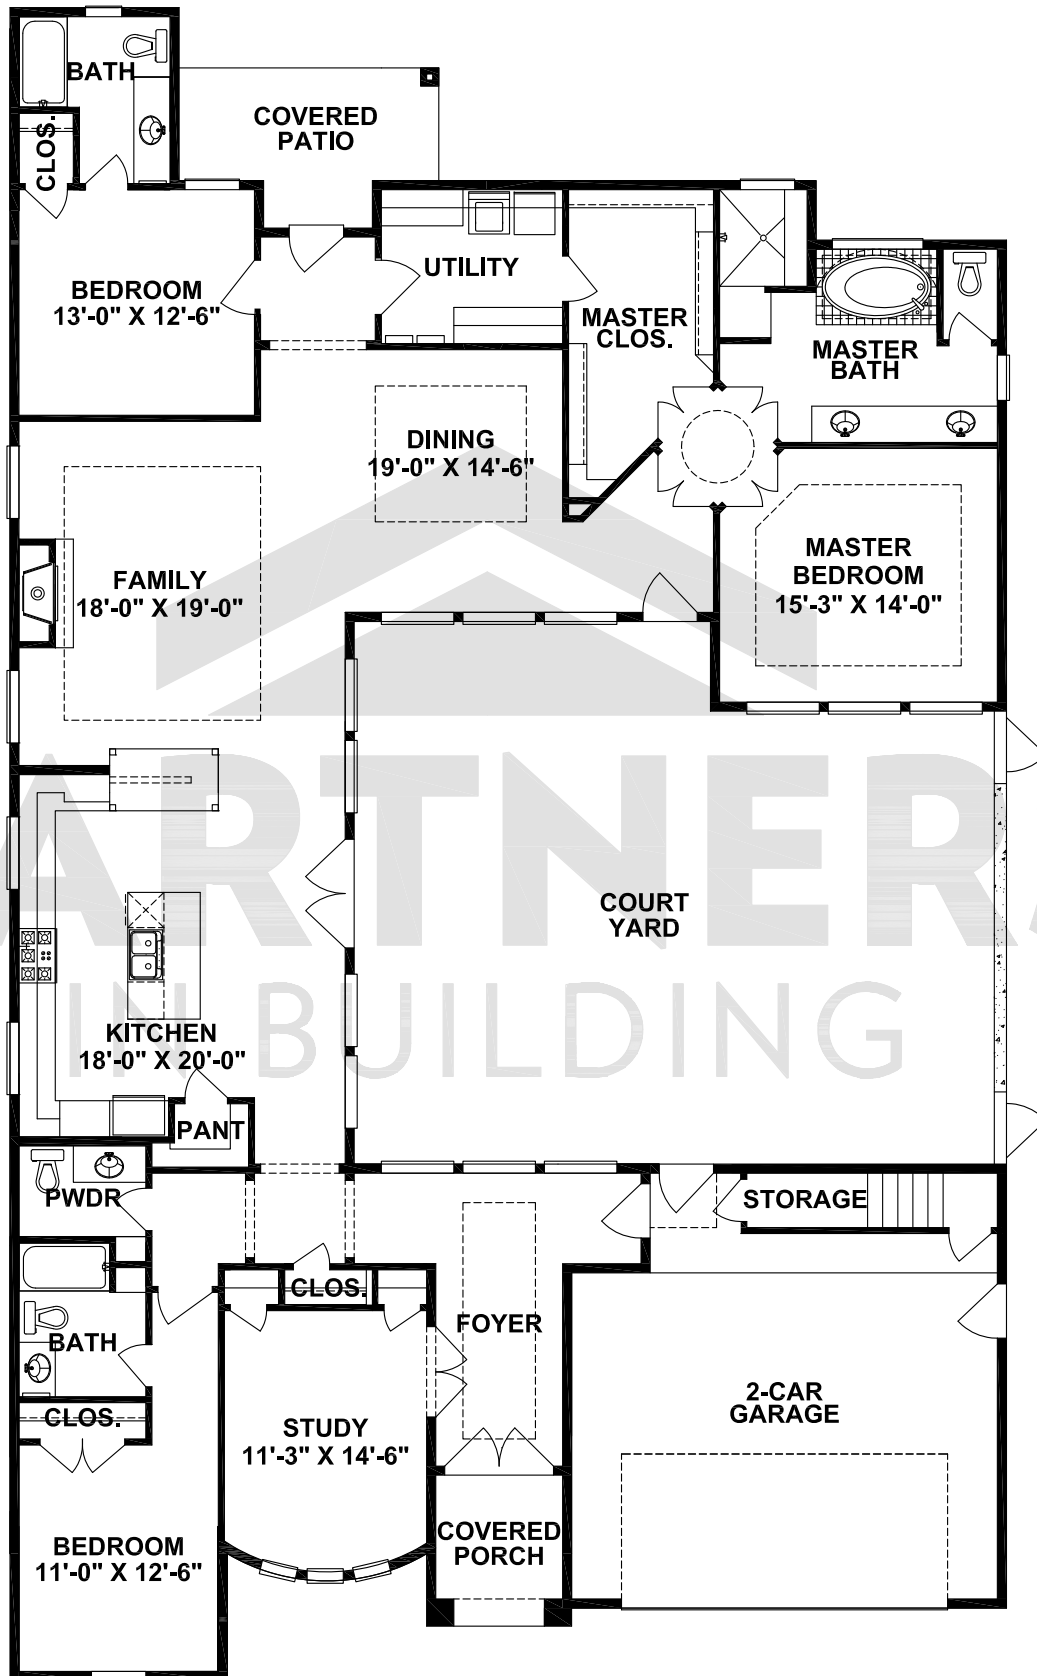 BATH
COVERED
PATIO
CLOS.
BEDROOM
13'-0" X 12'-6"
UTILITY
MASTER
CLOS.
MASTER
BATH
DINING
19'-0" X 14'-6"
FAMILY
18'-0" X 19'-0"
MASTER
BEDROOM
15'-3" X 14'-0"
ARTNERS
IN BUILDING
COURT
YARD
KITCHEN
18'-0" X 20'-0"
PANT
PWDR
STORAGE
CLOS.
FOYER
BATH
2-CAR
GARAGE
CLOS.
STUDY
11'-3" X 14'-6"
COVERED
PORCH
BEDROOM
11'-0" X 12'-6"